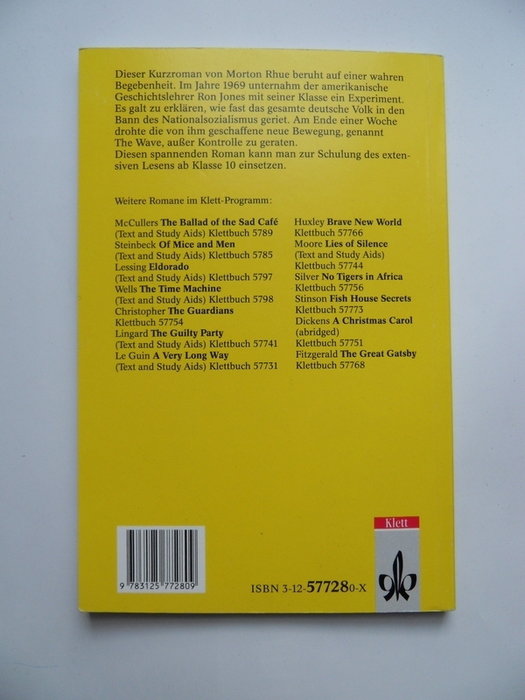 Dieser Kurzroman von Morton Rhue beruht auf einer wahren
Begebenheit. Im Jahre 1969 unternahm der amerikanische
Geschichtslehrer Ron Jones mit seiner Klasse ein Experiment.
Es galt zu erklären, wie fast das gesamte deutsche Volk in den
Bann des Nationalsozialismus geriet. Am Ende einer Woche
drohte die von ihm geschaffene neue Bewegung, genannt
The Wave, außer Kontrolle zu geraten.
Diesen spannenden Roman kann man zur Schulung des exten-
siven Lesens ab Klasse 10 einsetzen.
Weitere Romane im Klett-Programm:
McCullers The Ballad of the Sad Café
(Text and Study Aids) Klettbuch 5789
Steinbeck Of Mice and Men
(Text and Study Aids) Klettbuch 5785
Lessing Eldorado
(Text and Study Aids) Klettbuch 5797
Wells The Time Machine
(Text and Study Aids) Klettbuch 5798
Christopher The Guardians
Klettbuch 57754
Lingard The Guilty Party
(Text and Study Aids) Klettbuch 57741
Le Guin A Very Long Way
(Text and Study Aids) Klettbuch 57731
Huxley Brave New World
Klettbuch 57766
Moore Lies of Silence
(Text and Study Aids)
Klettbuch 57744
Silver No Tigers in Africa
Klettbuch 57756
Stinson Fish House Secrets
Klettbuch 57773
Dickens A Christmas Carol
(abridged)
Klettbuch 57751
Fitzgerald The Great Gatsby
Klettbuch 57768
Klett
9 783125 772809
ISBN 3-12-577280-X